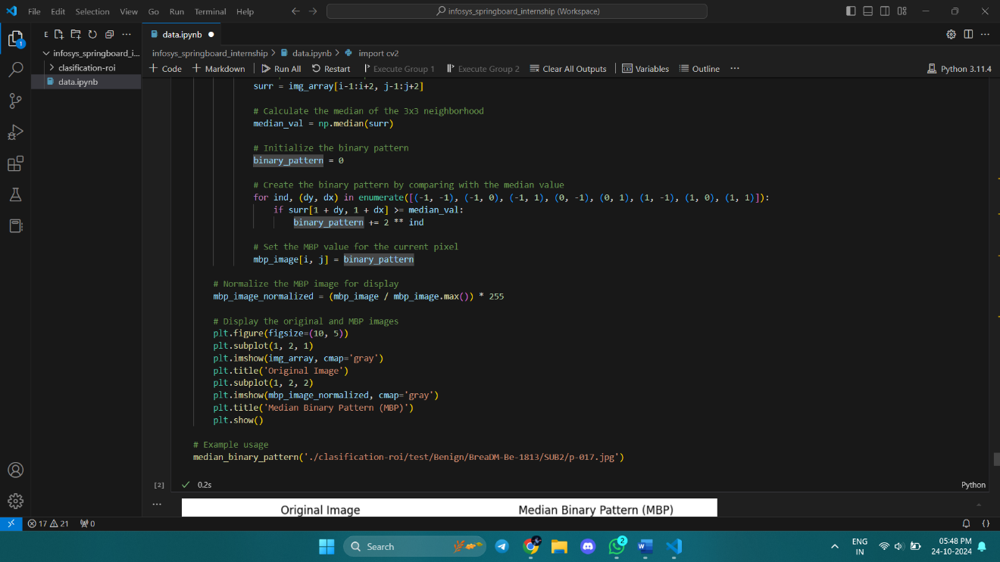 File Edit Selection View Go Run Terminal Help
infosys_springboard_internship (Workspace)
E
data.ipynb
infosys_springboard_i...
clasification-roi
data.ipynb
1
infosys_springboard_internship > data.ipynb > import cv2
+ Code + Markdown Run All Restart Execute Group 1 Execute Group 2 Clear All Outputs Variables Outline ... Python 3.11.4
surr = img_array[i-1:i+2, j-1:j+2]
# Calculate the median of the 3x3 neighborhood
median_val = np.median(surr)
# Initialize the binary pattern
binary_pattern = 0
# Create the binary pattern by comparing with the median value
for ind, (dy, dx) in enumerate([(-1, -1), (-1, 0), (-1, 1), (0, -1), (0, 1), (1, -1), (1, 0), (1, 1)]):
if surr[1 + dy, 1 + dx] >= median_val:
binary_pattern += 2 ** ind
# Set the MBP value for the current pixel
mbp_image[i, j] = binary_pattern
# Normalize the MBP image for display
mbp_image_normalized = (mbp_image / mbp_image.max()) * 255
# Display the original and MBP images
plt.figure(figsize=(10, 5))
plt.subplot(1, 2, 1)
plt.imshow(img_array, cmap='gray')
plt.title('Original Image')
plt.subplot(1, 2, 2)
plt.imshow(mbp_image_normalized, cmap='gray')
plt.title('Median Binary Pattern (MBP)')
plt.show()
# Example usage
median_binary_pattern('./clasification-roi/test/Benign/BreaDM-Be-1813/SUB2/p-017.jpg')
[2] ✓ 0.2s Python
...
Original Image Median Binary Pattern (MBP)
17 21 0 {}
Search
2
ENG
IN
05:48 PM
24-10-2024